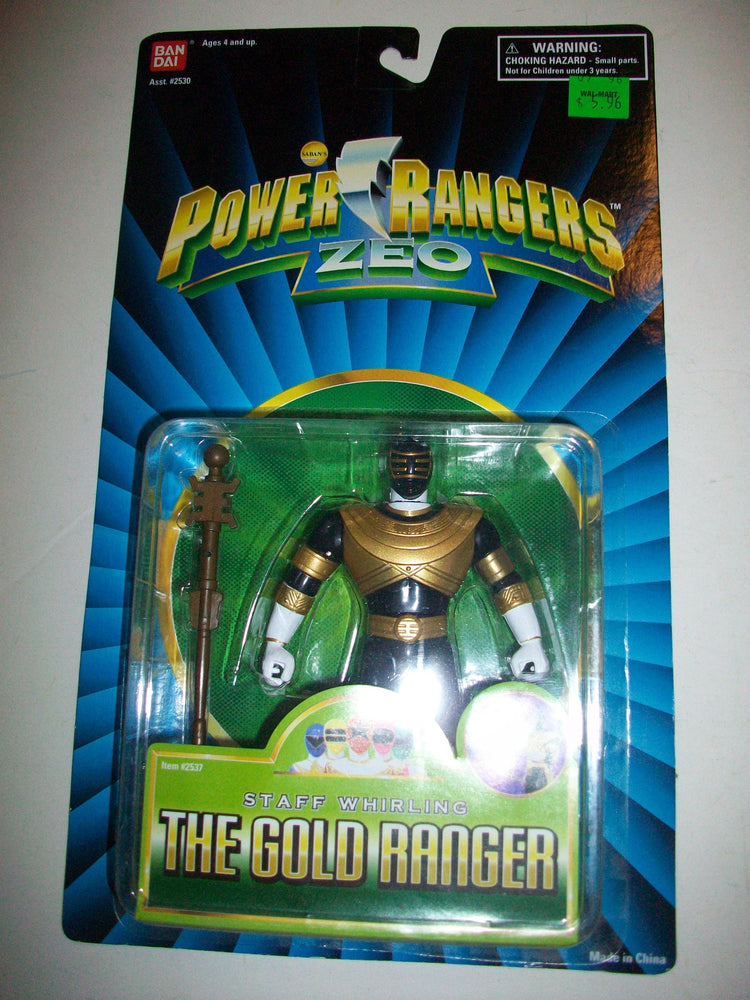 BAN
DAI
Ages 4 and up.
Asst. #2530
WARNING:
CHOKING HAZARD - Small parts.
Not for Children under 3 years.
WAL-MART
$ 5.96
SABAN'S
POWER RANGERS™
ZEO
Item #2537
STAFF WHIRLING
THE GOLD RANGER
Made in China